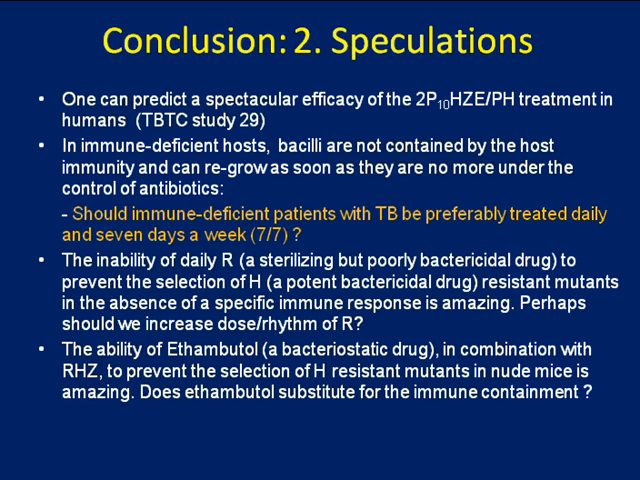 Conclusion: 2. Speculations
• One can predict a spectacular efficacy of the 2P10HZE/PH treatment in
humans (TBTC study 29)
• In immune-deficient hosts, bacilli are not contained by the host
immunity and can re-grow as soon as they are no more under the
control of antibiotics:
- Should immune-deficient patients with TB be preferably treated daily
and seven days a week (7/7) ?
• The inability of daily R (a sterilizing but poorly bactericidal drug) to
prevent the selection of H (a potent bactericidal drug) resistant mutants
in the absence of a specific immune response is amazing. Perhaps
should we increase dose/rhythm of R?
• The ability of Ethambutol (a bacteriostatic drug), in combination with
RHZ, to prevent the selection of H resistant mutants in nude mice is
amazing. Does ethambutol substitute for the immune containment ?